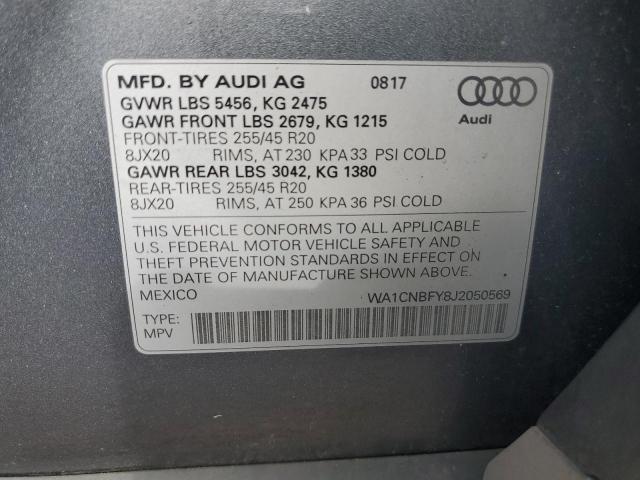 MFD. BY AUDI AG 0817
GVWR LBS 5456, KG 2475
GAWR FRONT LBS 2679, KG 1215
FRONT-TIRES 255/45 R20
8JX20 RIMS, AT 230 KPA 33 PSI COLD
GAWR REAR LBS 3042, KG 1380
REAR-TIRES 255/45 R20
8JX20 RIMS, AT 250 KPA 36 PSI COLD
Audi
THIS VEHICLE CONFORMS TO ALL APPLICABLE
U.S. FEDERAL MOTOR VEHICLE SAFETY AND
THEFT PREVENTION STANDARDS IN EFFECT ON
THE DATE OF MANUFACTURE SHOWN ABOVE.
MEXICO WA1CNBFY8J2050569
TYPE:
MPV